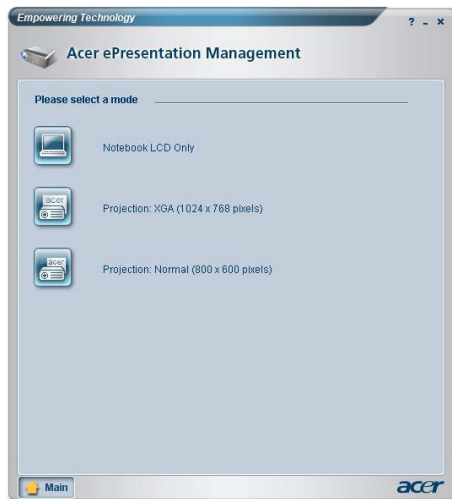 Empowering Technology
? - x
Acer ePresentation Management
Please select a mode
Notebook LCD Only
acer
Projection: XGA (1024 x 768 pixels)
acer
Projection: Normal (800 x 600 pixels)
Main
acer